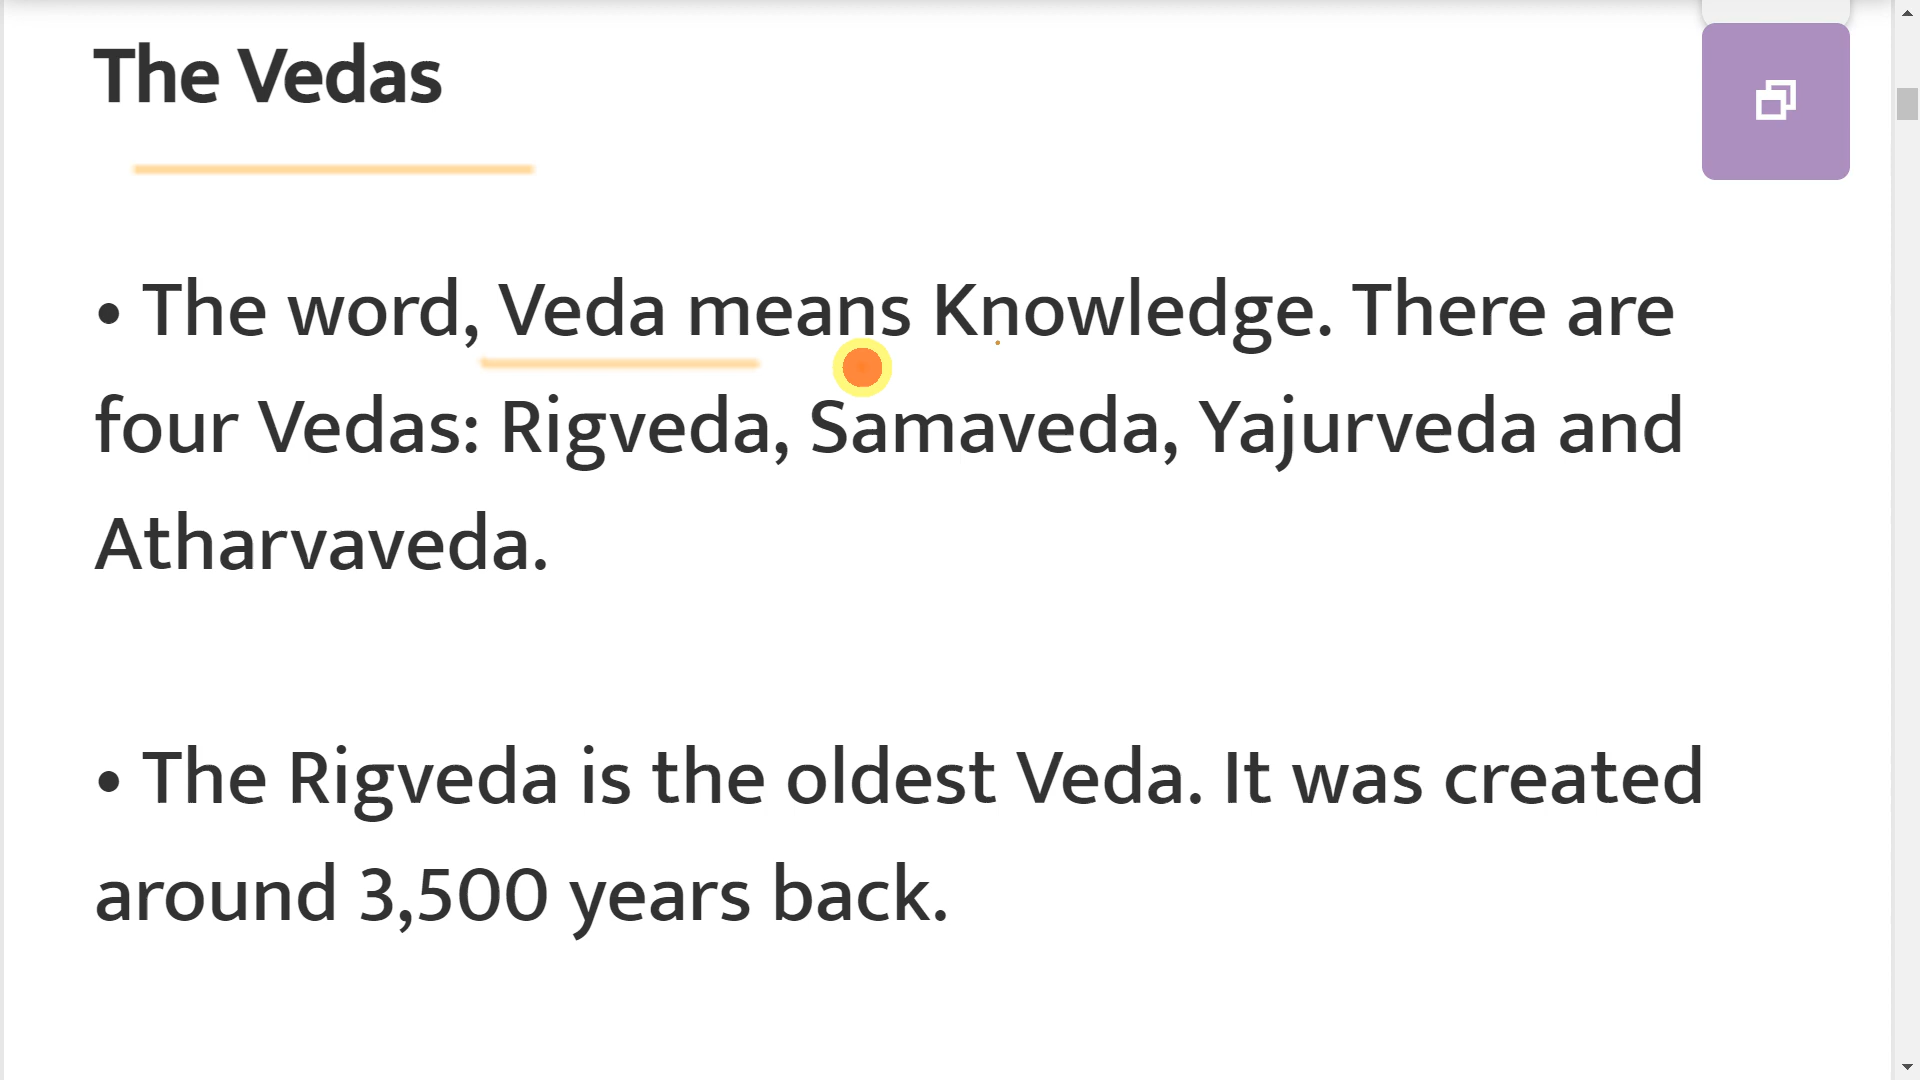 The Vedas
• The word, Veda means Knowledge. There are
four Vedas: Rigveda, Samaveda, Yajurveda and
Atharvaveda.
• The Rigveda is the oldest Veda. It was created
around 3,500 years back.